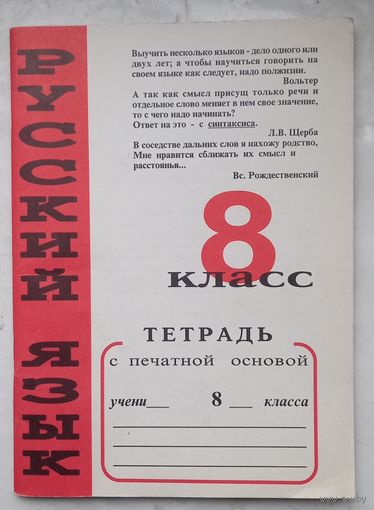 РУССКИЙ ЯЗЫК
Выучить несколько языков - дело одного или
двух лет; а чтобы научиться говорить на
своем языке как следует, надо полжизни.
Вольтер
А так как смысл присущ только речи и
отдельное слово меняет в нем свое значение,
то с чего надо начинать?
Ответ на это - с синтаксиса.
Л.В. Щерба
В соседстве дальних слов я нахожу родство,
Мне нравится сближать их смысл и
расстоянья...
Вс. Рождественский
8
класс
ТЕТРАДЬ
с печатной основой
учени___ 8 ___ класса